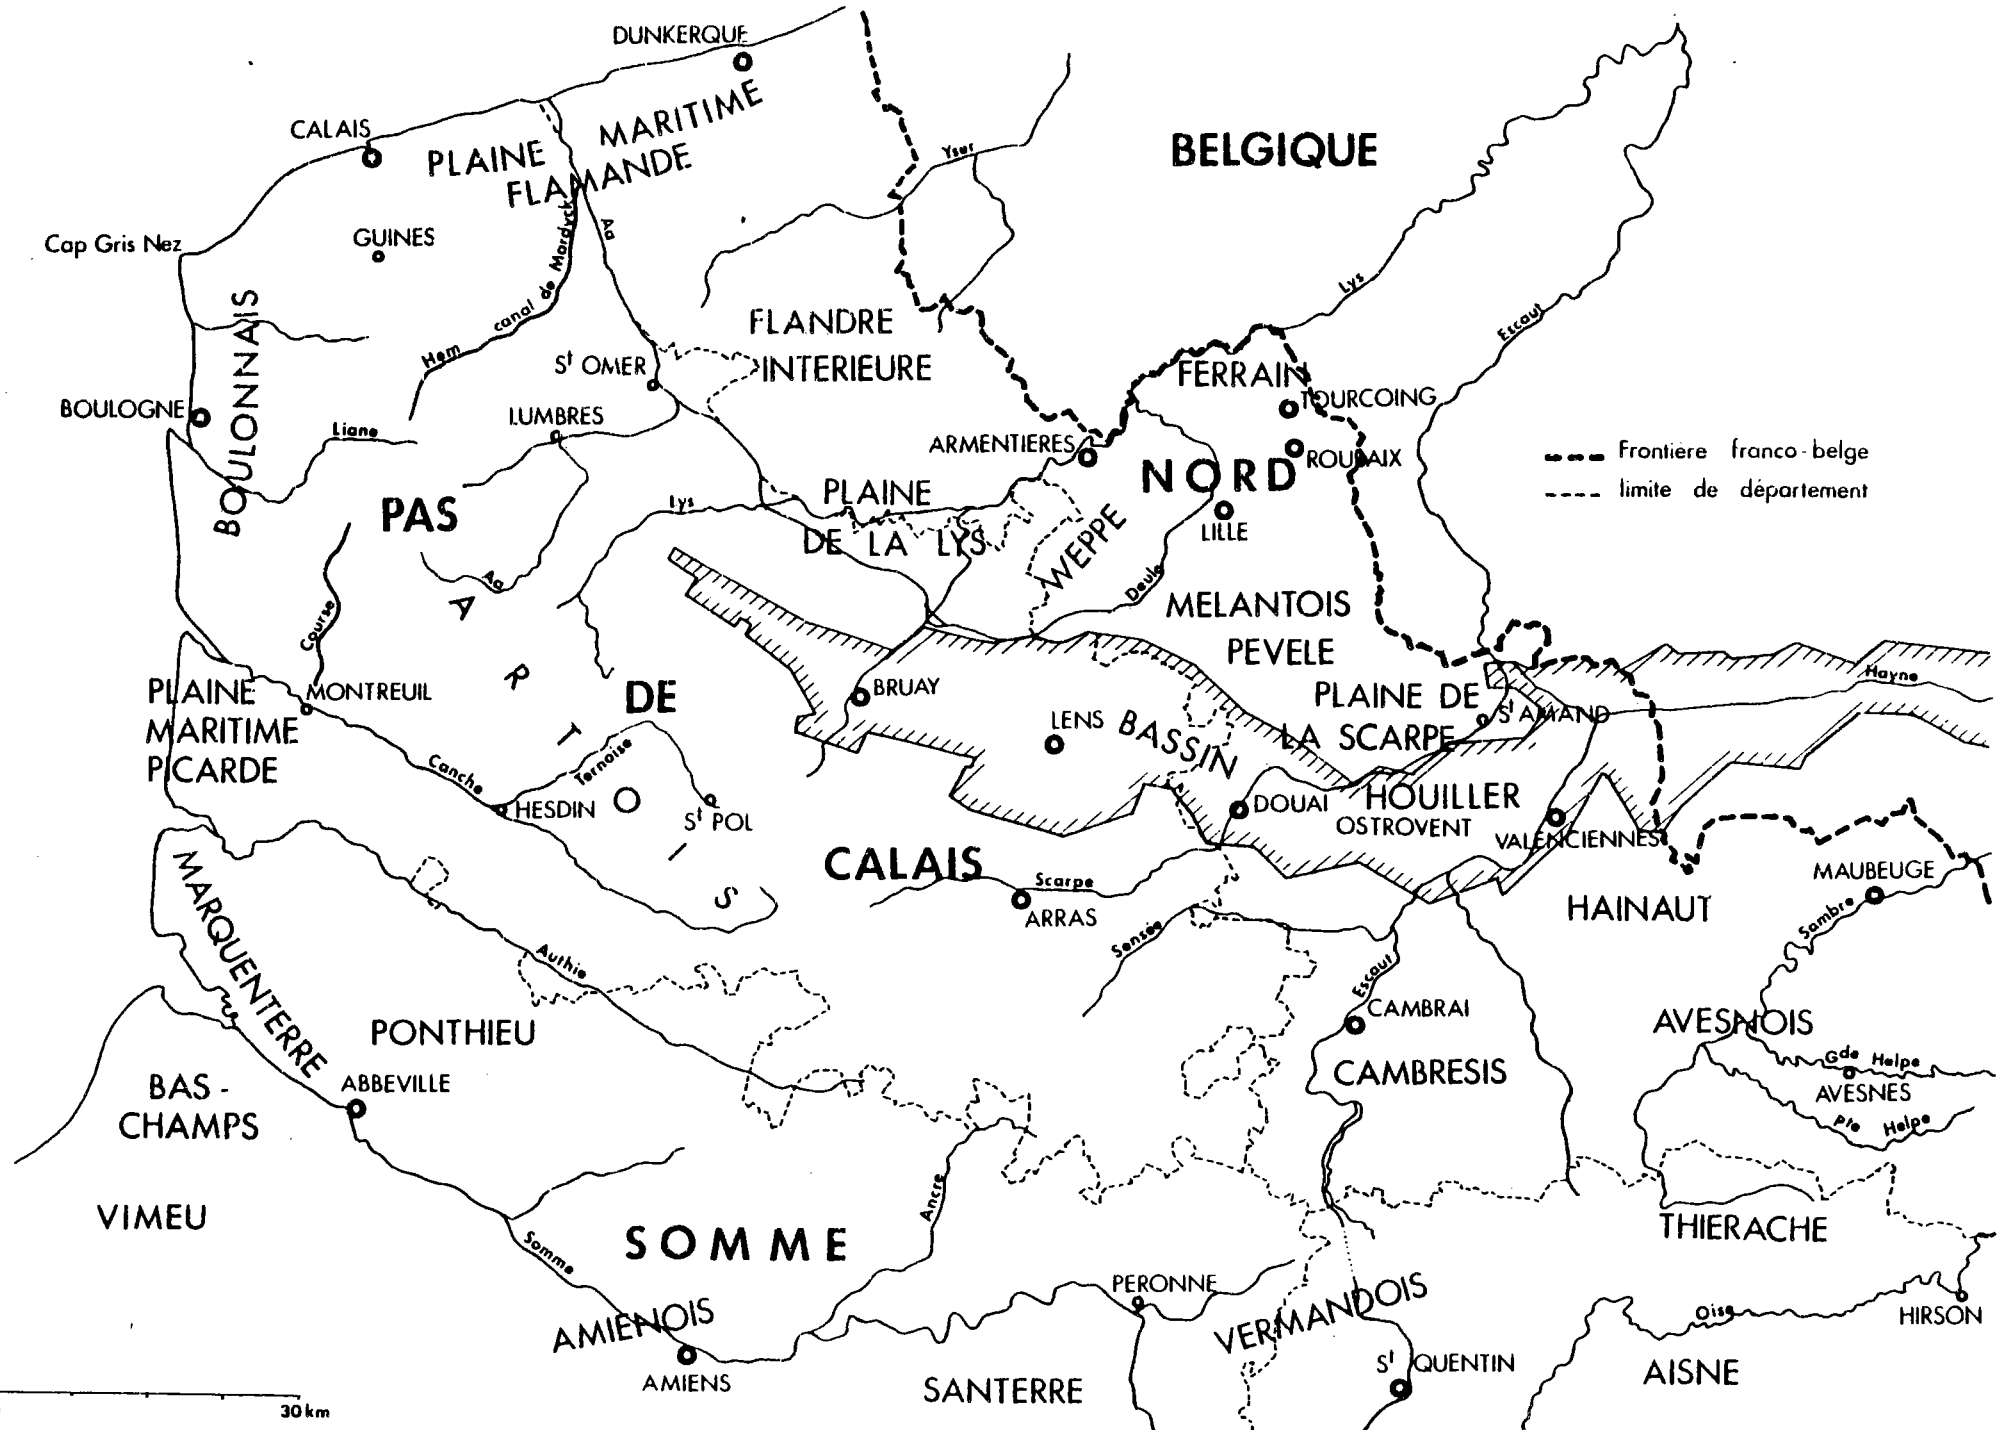 DUNKERQUE
MARITIME
CALAIS
PLAINE
FLAMANDE
BELGIQUE
Yser
Cap Gris Nez
GUINES
canal de Mardyck
Aa
Lys
Escaut
BOULONNAIS
FLANDRE
INTERIEURE
Hem
St OMER
FERRAIN
TOURCOING
BOULOGNE
LUMBRES
Liane
ARMENTIERES
ROUBAIX
Frontière franco-belge
limite de département
NORD
PAS
Lys
PLAINE
DE LA LYS
WEPPE
LILLE
Aa
Deule
MELANTOIS
PEVELE
Course
ARTOIS
DE
PLAINE
MARITIME
PICARDE
MONTREUIL
BRUAY
PLAINE DE
LA SCARPE
St AMAND
Hayne
LENS
BASSIN
HOUILLER
Ternoise
Canche
HESDIN
St POL
DOUAI
OSTROVENT
VALENCIENNES
CALAIS
Scarpe
ARRAS
MAUBEUGE
HAINAUT
Sambre
MARQUENTERRE
Sensée
Authie
Escaut
CAMBRAI
PONTHIEU
AVESNOIS
Gde Helpe
AVESNES
Pte Helpe
CAMBRESIS
BAS-
CHAMPS
ABBEVILLE
VIMEU
Ancre
THIERACHE
SOMME
Somme
PERONNE
VERMANDOIS
AMIENOIS
Oise
HIRSON
AMIENS
SANTERRE
St QUENTIN
AISNE
30 km